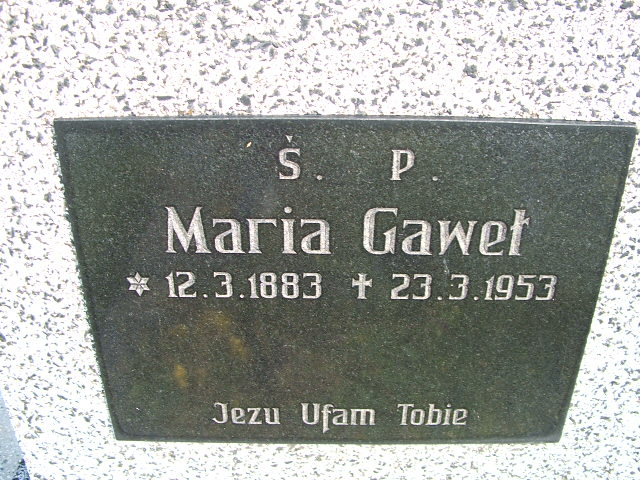 Ś. P.
Maria Gaweł
* 12.3.1883 ✝ 23.3.1953
Jezu Ufam Tobie